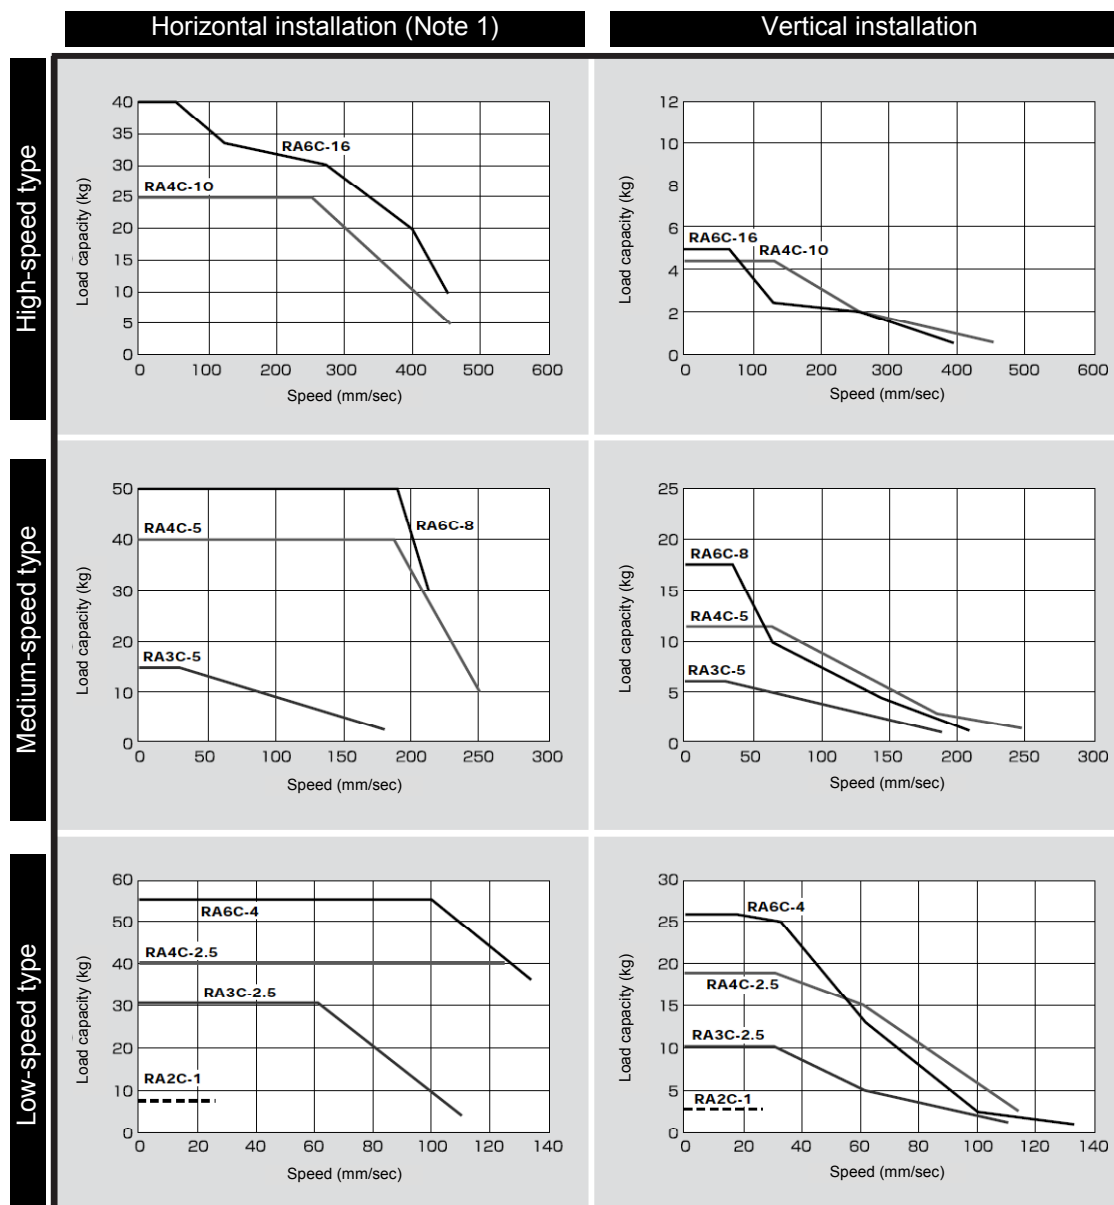 Horizontal installation (Note 1)
Vertical installation
High-speed type
Load capacity (kg)
40
35
30
25
20
15
10
5
0
RA6C-16
RA4C-10
0 100 200 300 400 500 600
Speed (mm/sec)
Load capacity (kg)
12
10
8
6
4
2
0
RA6C-16
RA4C-10
0 100 200 300 400 500 600
Speed (mm/sec)
Medium-speed type
Load capacity (kg)
50
40
30
20
10
0
RA4C-5
RA6C-8
RA3C-5
0 50 100 150 200 250 300
Speed (mm/sec)
Load capacity (kg)
25
20
15
10
5
0
RA6C-8
RA4C-5
RA3C-5
0 50 100 150 200 250 300
Speed (mm/sec)
Low-speed type
Load capacity (kg)
60
50
40
30
20
10
0
RA6C-4
RA4C-2.5
RA3C-2.5
RA2C-1
0 20 40 60 80 100 120 140
Speed (mm/sec)
Load capacity (kg)
30
25
20
15
10
5
0
RA6C-4
RA4C-2.5
RA3C-2.5
RA2C-1
0 20 40 60 80 100 120 140
Speed (mm/sec)